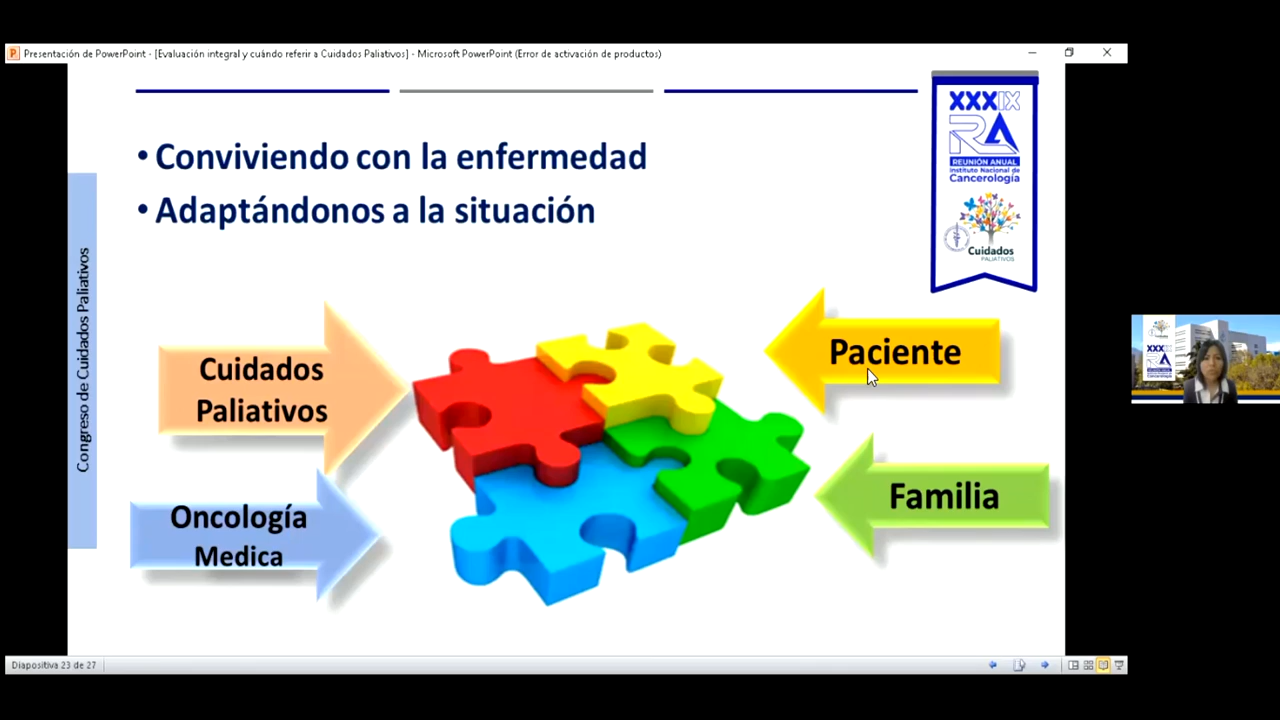 Presentación de PowerPoint - [Evaluación integral y cuándo referir a Cuidados Paliativos] - Microsoft PowerPoint (Error de activación de productos)
• Conviviendo con la enfermedad
• Adaptándonos a la situación
XXXIX
RA
REUNIÓN ANUAL
Instituto Nacional de
Cancerología
Cuidados
PALIATIVOS
Congreso de Cuidados Paliativos
Cuidados
Paliativos
Paciente
Oncología
Medica
Familia
XXXIX
Diapositiva 23 de 27